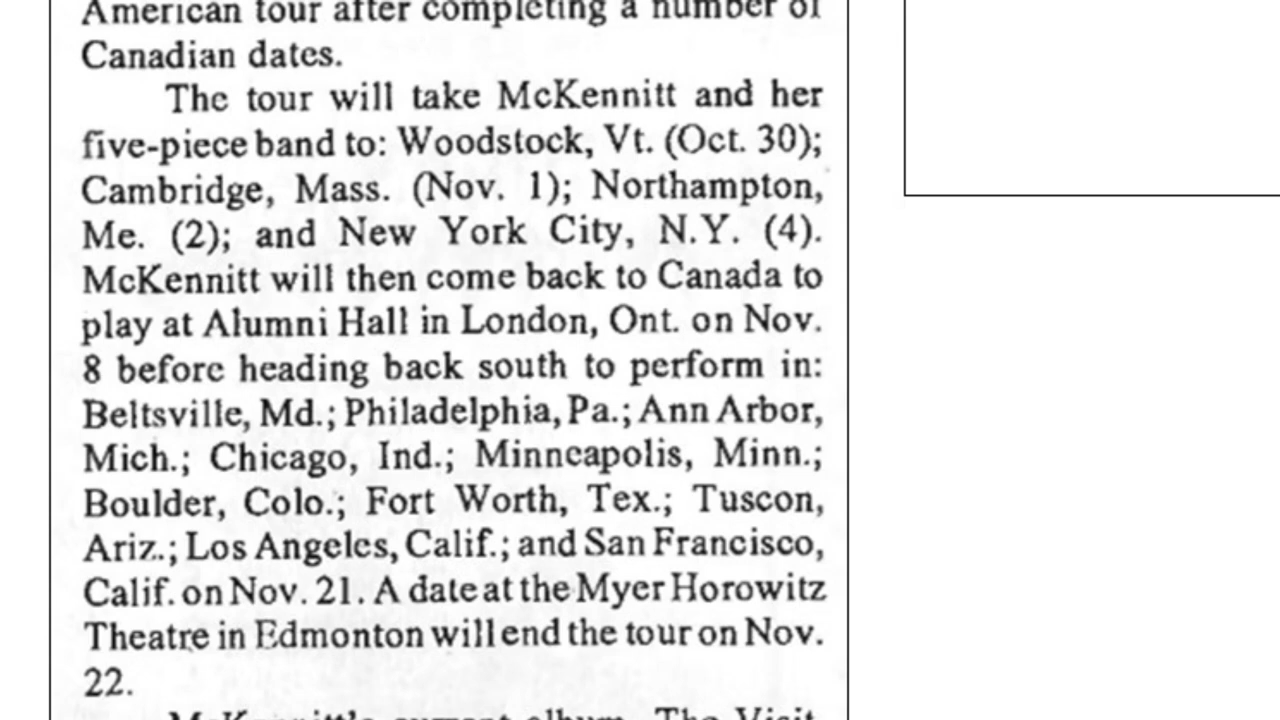 American tour after completing a number of
Canadian dates.
The tour will take McKennitt and her
five-piece band to: Woodstock, Vt. (Oct. 30);
Cambridge, Mass. (Nov. 1); Northampton,
Me. (2); and New York City, N.Y. (4).
McKennitt will then come back to Canada to
play at Alumni Hall in London, Ont. on Nov.
8 before heading back south to perform in:
Beltsville, Md.; Philadelphia, Pa.; Ann Arbor,
Mich.; Chicago, Ind.; Minneapolis, Minn.;
Boulder, Colo.; Fort Worth, Tex.; Tuscon,
Ariz.; Los Angeles, Calif.; and San Francisco,
Calif. on Nov. 21. A date at the Myer Horowitz
Theatre in Edmonton will end the tour on Nov.
22.
McKennitt's current album, The Visit,